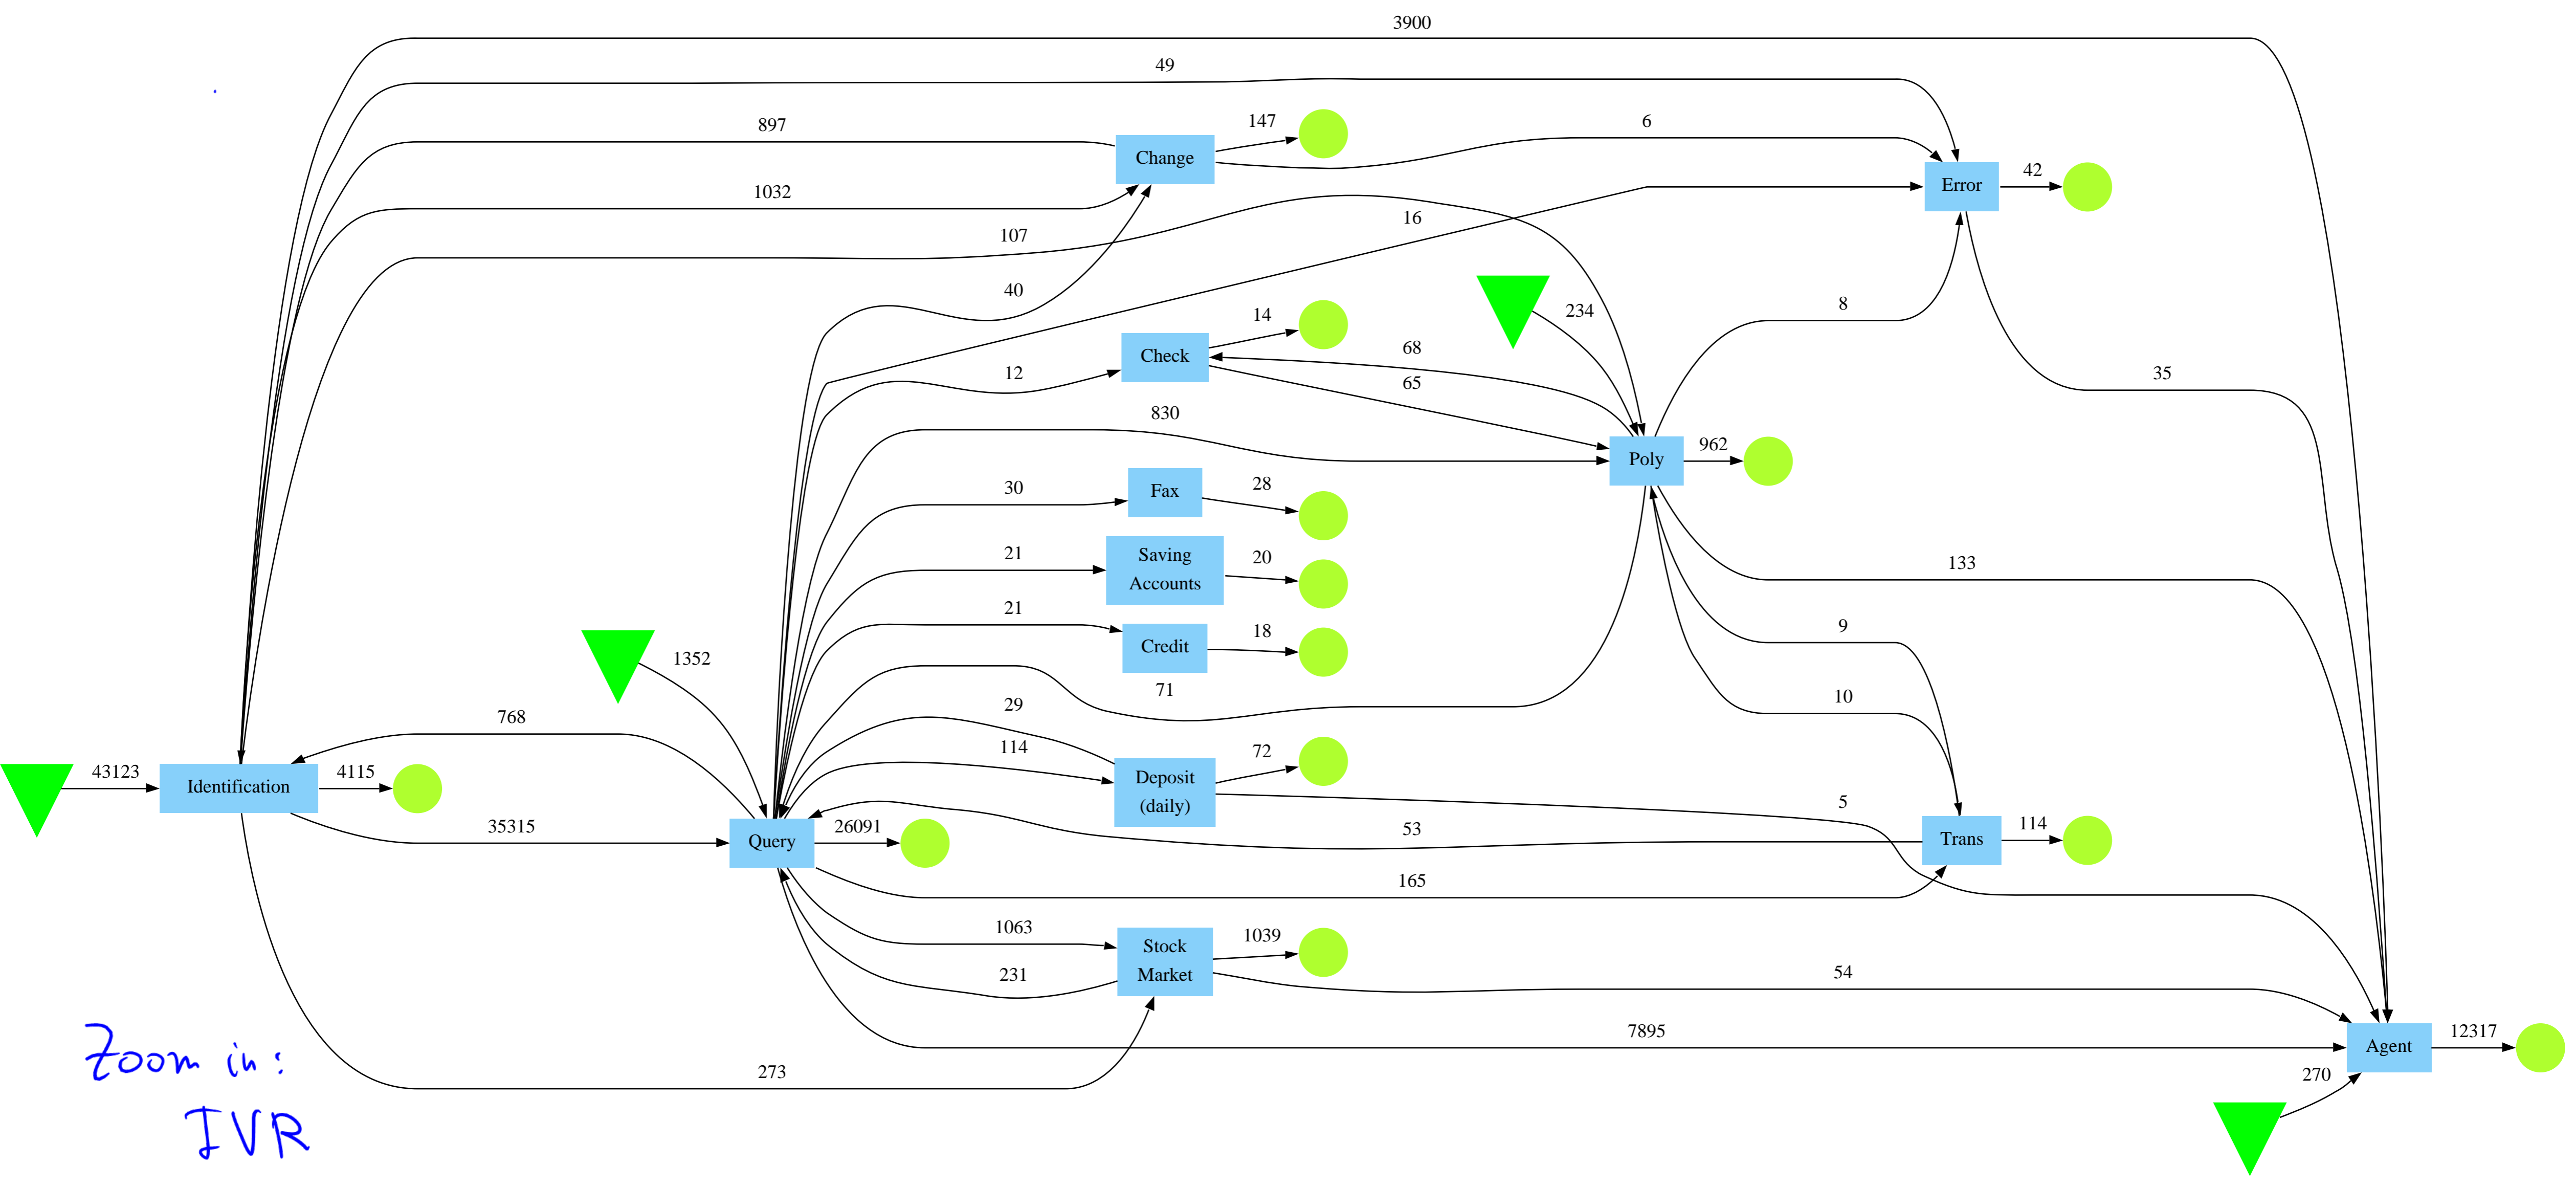 3900
49
897
147
6
Change
Error
42
1032
107
16
40
234
8
14
Check
68
12
65
35
830
Poly
962
30
Fax
28
21
Saving
Accounts
20
133
21
Credit
18
9
1352
71
10
29
768
114
Deposit
(daily)
72
5
43123
Identification
4115
35315
Query
26091
53
Trans
114
165
1063
Stock
Market
1039
231
54
7895
Agent
12317
273
270
Zoom in:
IVR